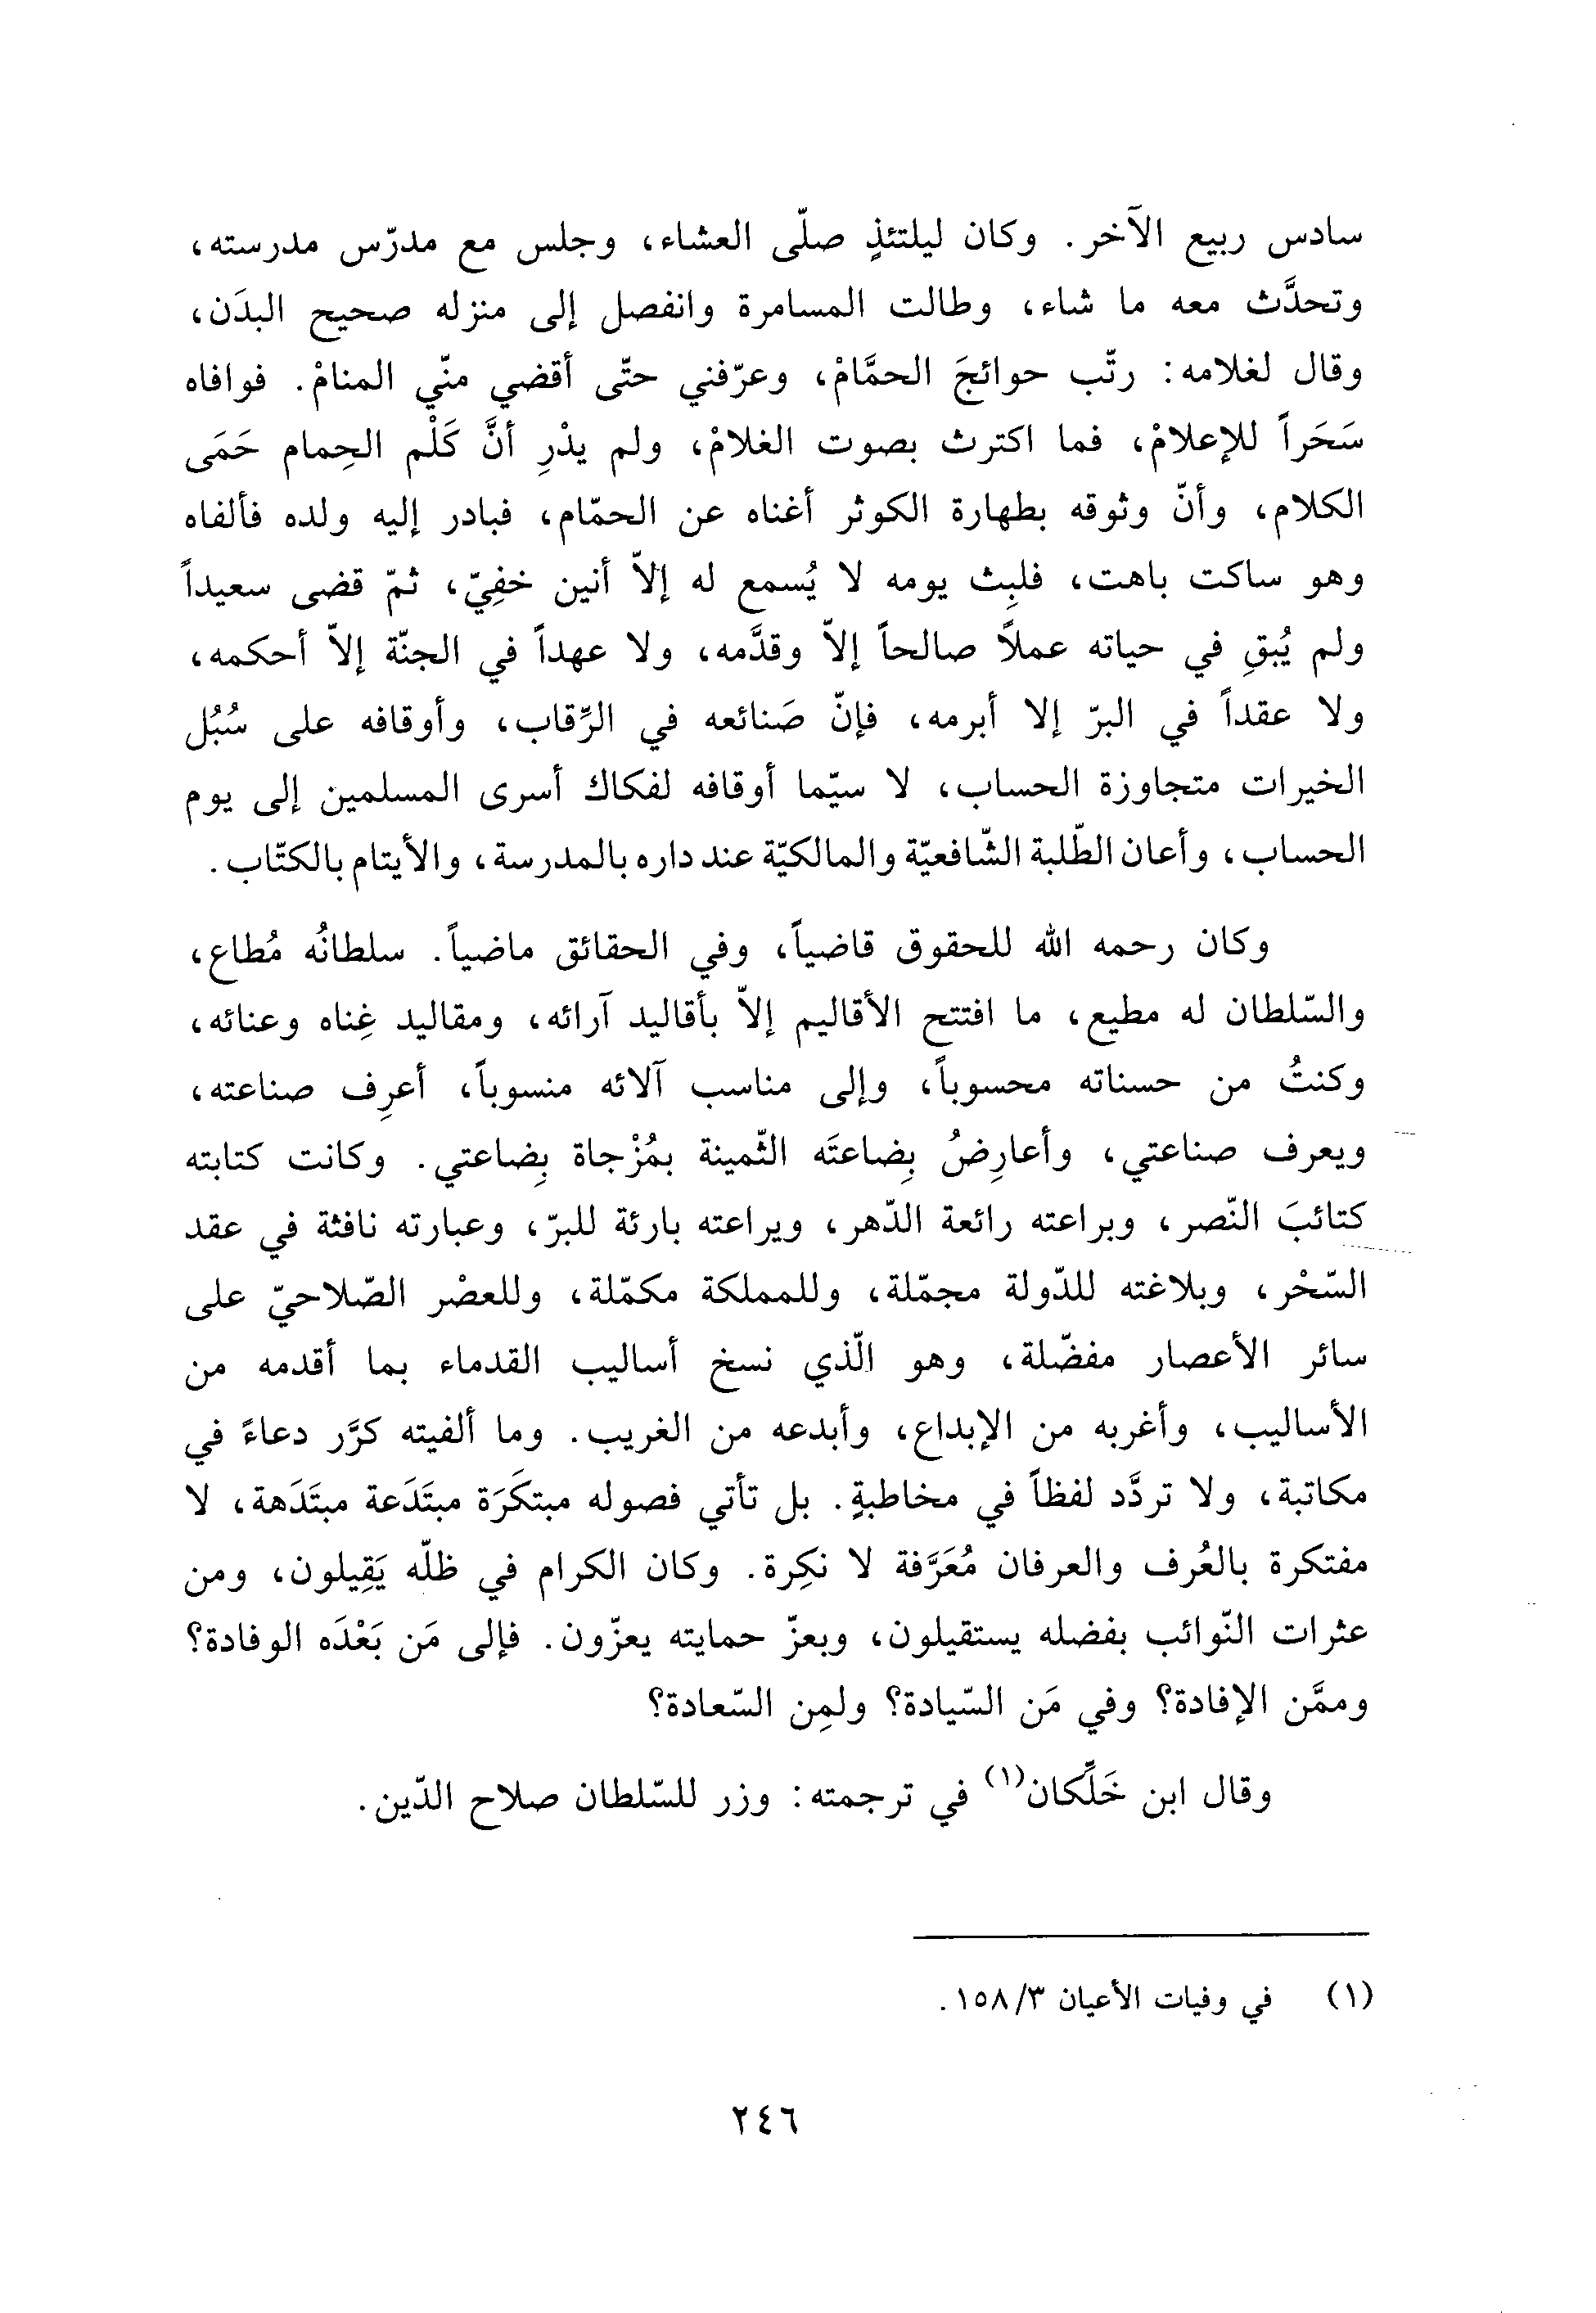 سادس ربيع الآخر. وكان ليلتئذٍ صلّى العشاء، وجلس مع مدرّس مدرسته،
وتحدَّث معه ما شاء، وطالت المسامرة وانفصل إلى منزله صحيح البدَن،
وقال لغلامه: رتّب حوائجَ الحمَّامْ، وعرّفني حتّى أقضي منّي المنامْ. فوافاه
سَحَراً للإعلامْ، فما اكترث بصوت الغلامْ، ولم يدْرِ أنَّ كَلْم الحِمام حَمَى
الكلام، وأنّ وثوقه بطهارة الكوثر أغناه عن الحمّام، فبادر إليه ولده فألفاه
وهو ساكت باهت، فلبِث يومه لا يُسمع له إلاّ أنين خفِيّ، ثمّ قضى سعيداً
ولم يُبقِ في حياته عملاً صالحاً إلاّ وقدَّمه، ولا عهداً في الجنّة إلاّ أحكمه،
ولا عقداً في البرّ إلا أبرمه، فإنّ صَنائعه في الرِّقاب، وأوقافه على سُبُل
الخيرات متجاوزة الحساب، لا سيّما أوقافه لفكاك أسرى المسلمين إلى يوم
الحساب، وأعان الطّلبة الشّافعيّة والمالكيّة عند داره بالمدرسة، والأيتام بالكتّاب.
وكان رحمه الله للحقوق قاضياً، وفي الحقائق ماضياً. سلطانُه مُطاع،
والسّلطان له مطيع، ما افتتح الأقاليم إلاّ بأقاليد آرائه، ومقاليد غِناه وعنائه،
وكنتُ من حسناته محسوباً، وإلى مناسب آلائه منسوباً، أعرِف صناعته،
ويعرف صناعتي، وأعارِضُ بِضاعتَه الثّمينة بمُزْجاة بِضاعتي. وكانت كتابته
كتائبَ النّصر، وبراعته رائعة الدّهر، ويراعته بارئة للبرّ، وعبارته نافثة في عقد
السّحْر، وبلاغته للدّولة مجمّلة، وللمملكة مكمّلة، وللعصْر الصّلاحيّ على
سائر الأعصار مفضّلة، وهو الّذي نسخ أساليب القدماء بما أقدمه من
الأساليب، وأغربه من الإبداع، وأبدعه من الغريب. وما ألفيته كرَّر دعاءً في
مكاتبة، ولا تردَّد لفظاً في مخاطبةٍ. بل تأتي فصوله مبتكَرَة مبتَدَعة مبتَدَهة، لا
مفتكرة بالعُرف والعرفان مُعَرَّفة لا نكِرة. وكان الكرام في ظلّه يَقِيلون، ومن
عثرات النّوائب بفضله يستقيلون، وبعزّ حمايته يعزّون. فإلى مَن بَعْدَه الوفادة؟
وممَّن الإفادة؟ وفي مَن السّيادة؟ ولمِن السّعادة؟
وقال ابن خَلِّكان(١) في ترجمته: وزر للسّلطان صلاح الدّين.
(١) في وفيات الأعيان ٣/١٥٨.
٢٤٦